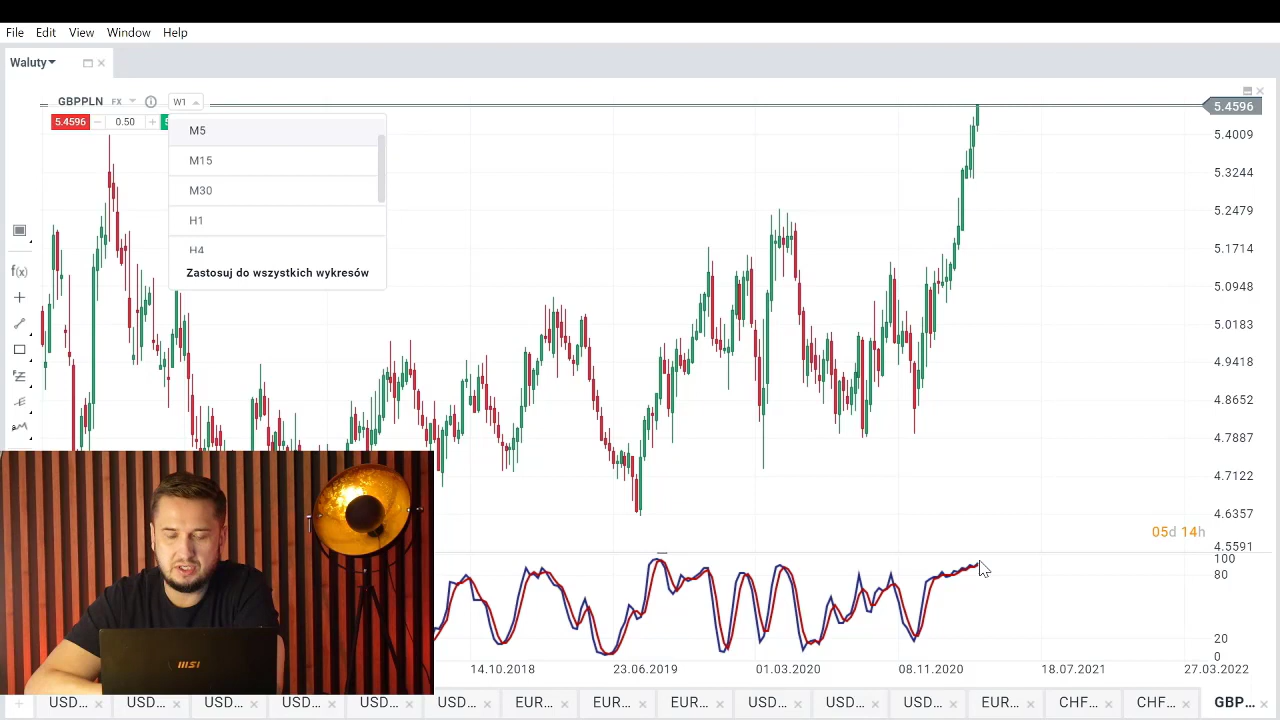 File Edit View Window Help
Waluty
GBPPLN FX W1
5.4596 0.50
M5
M15
M30
H1
H4
Zastosuj do wszystkich wykresów
5.4596
5.4009
5.3244
5.2479
5.1714
5.0948
5.0183
4.9418
4.8652
4.7887
4.7122
4.6357
4.5591
05d 14h
100
80
20
0
f(x)
msi
14.10.2018 23.06.2019 01.03.2020 08.11.2020 18.07.2021 27.03.2022
USD... USD... USD... USD... USD... USD... EUR... EUR... EUR... USD... USD... USD... EUR... CHF... CHF... GBP...